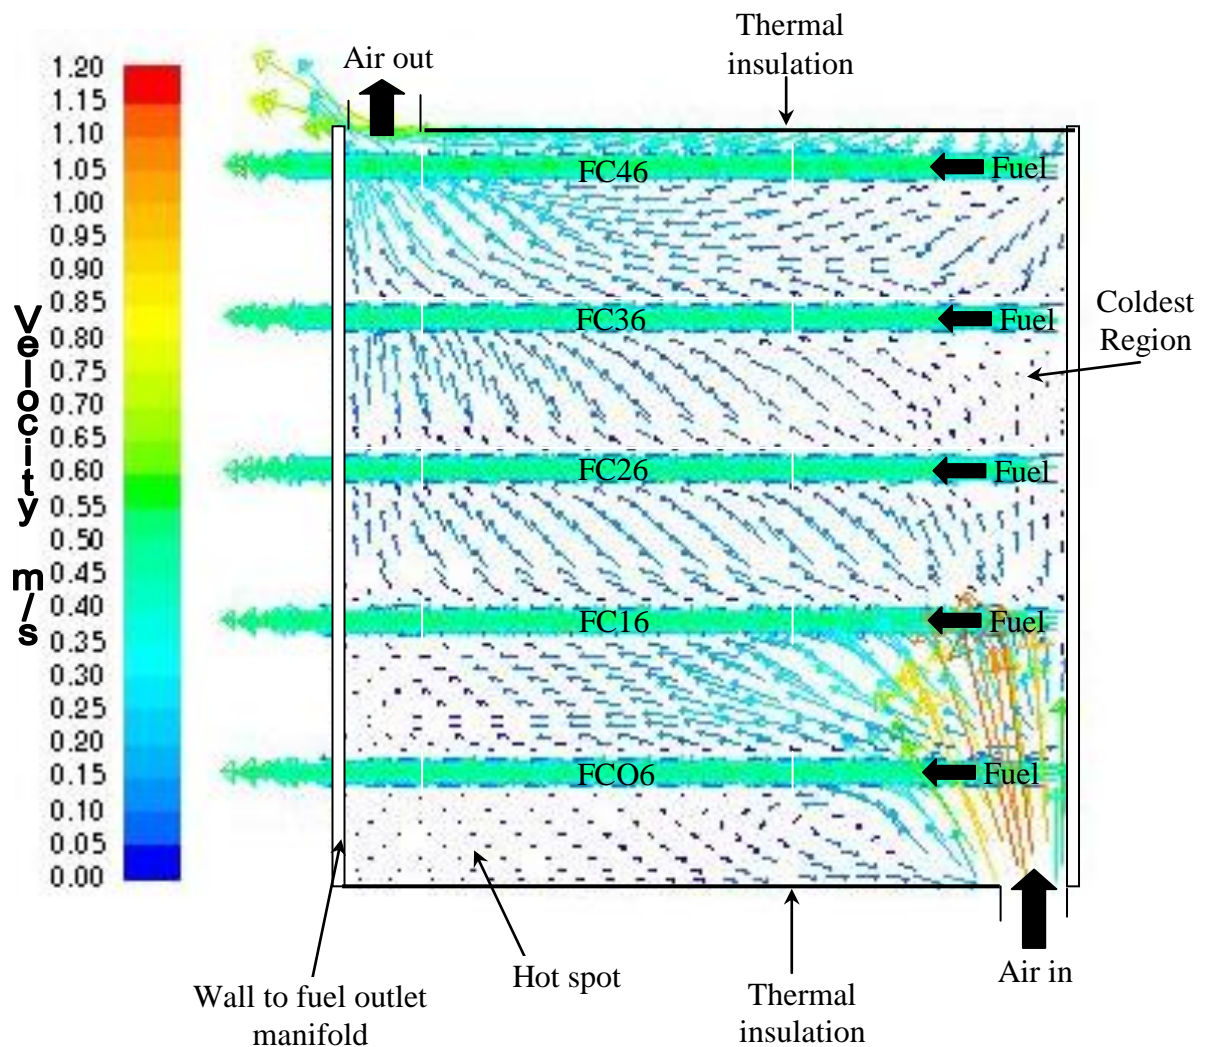 Thermal
insulation
Air out
1.20
1.15
1.10
1.05
1.00
0.95
0.90
0.85
0.80
0.75
0.70
0.65
0.60
0.55
0.50
0.45
0.40
0.35
0.30
0.25
0.20
0.15
0.10
0.05
0.00
Velocity m/s
FC46
Fuel
FC36
Fuel
Coldest
Region
FC26
Fuel
FC16
Fuel
FCO6
Fuel
Wall to fuel outlet
manifold
Hot spot
Thermal
insulation
Air in